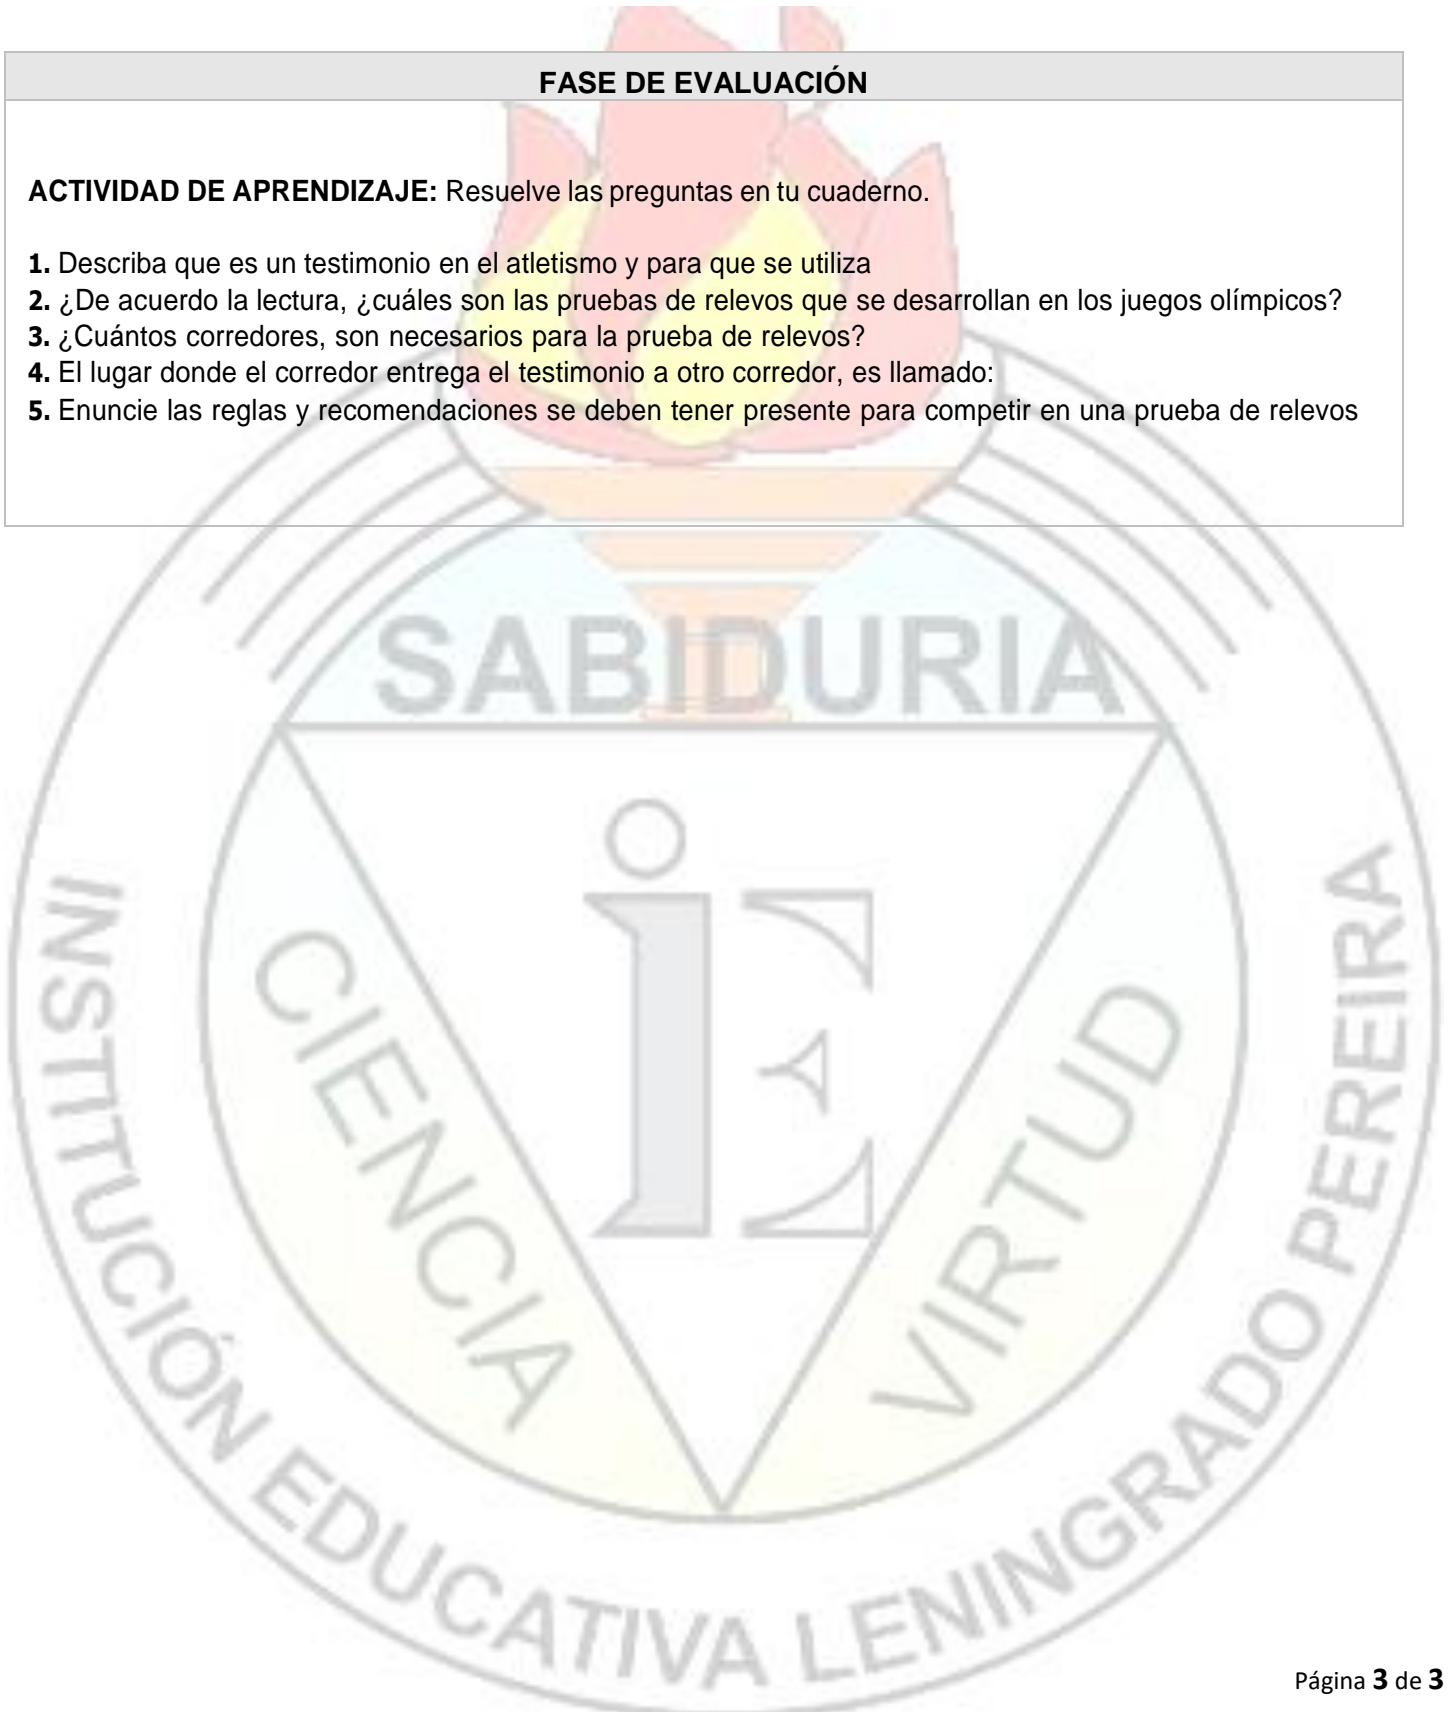 FASE DE EVALUACIÓN
ACTIVIDAD DE APRENDIZAJE: Resuelve las preguntas en tu cuaderno.
1. Describa que es un testimonio en el atletismo y para que se utiliza
2. ¿De acuerdo la lectura, ¿cuáles son las pruebas de relevos que se desarrollan en los juegos olímpicos?
3. ¿Cuántos corredores, son necesarios para la prueba de relevos?
4. El lugar donde el corredor entrega el testimonio a otro corredor, es llamado:
5. Enuncie las reglas y recomendaciones se deben tener presente para competir en una prueba de relevos
SABIDURIA
iE
CIENCIA
VIRTUD
INSTITUCIÓN EDUCATIVA LENINGRADO PEREIRA
Página 3 de 3